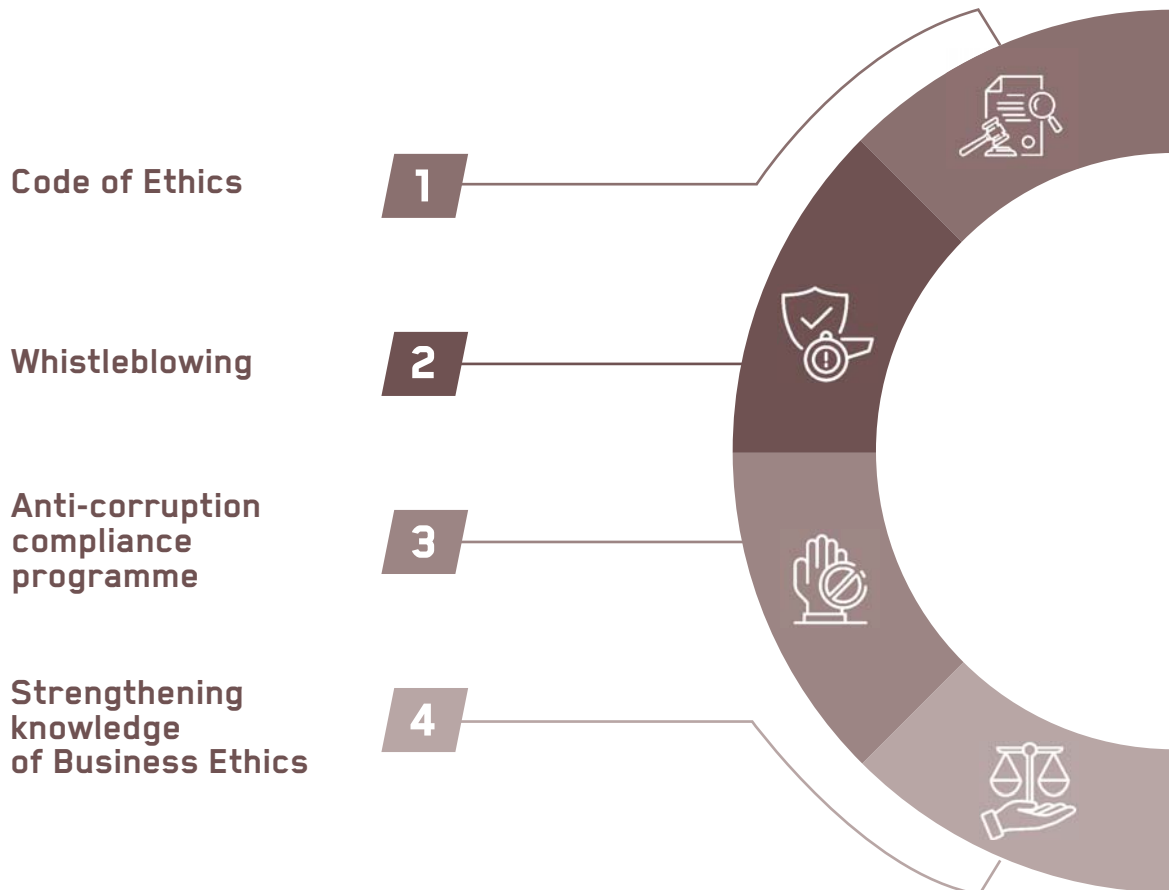 Code of Ethics
1
Whistleblowing
2
Anti-corruption
compliance
programme
3
Strengthening
knowledge
of Business Ethics
4